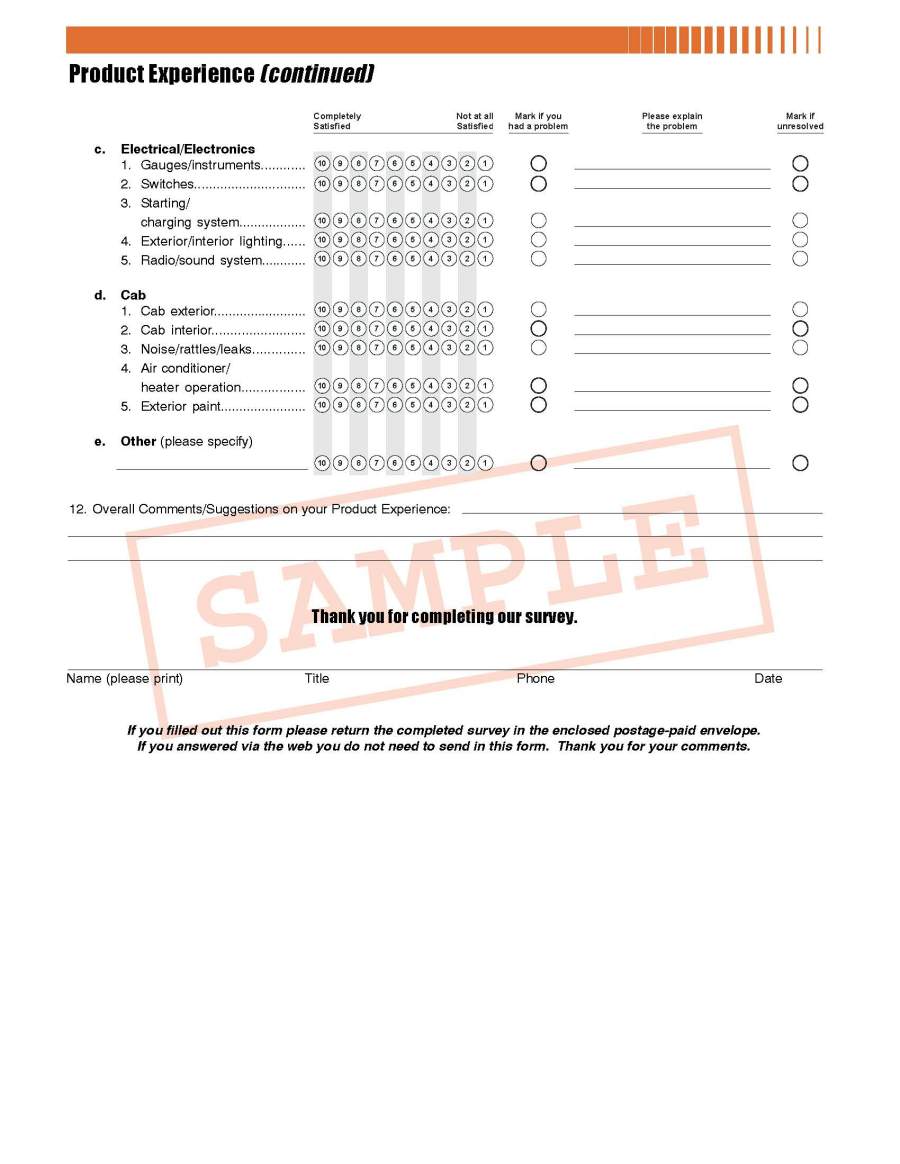 Product Experience (continued)
Completely Satisfied Not at all Satisfied Mark if you had a problem Please explain the problem Mark if unresolved
c. Electrical/Electronics
1. Gauges/instruments............ 10 9 8 7 6 5 4 3 2 1
2. Switches.............................. 10 9 8 7 6 5 4 3 2 1
3. Starting/
charging system.................. 10 9 8 7 6 5 4 3 2 1
4. Exterior/interior lighting...... 10 9 8 7 6 5 4 3 2 1
5. Radio/sound system............ 10 9 8 7 6 5 4 3 2 1
d. Cab
1. Cab exterior......................... 10 9 8 7 6 5 4 3 2 1
2. Cab interior......................... 10 9 8 7 6 5 4 3 2 1
3. Noise/rattles/leaks.............. 10 9 8 7 6 5 4 3 2 1
4. Air conditioner/
heater operation................. 10 9 8 7 6 5 4 3 2 1
5. Exterior paint....................... 10 9 8 7 6 5 4 3 2 1
e. Other (please specify)
10 9 8 7 6 5 4 3 2 1
12. Overall Comments/Suggestions on your Product Experience:
SAMPLE
Thank you for completing our survey.
Name (please print) Title Phone Date
If you filled out this form please return the completed survey in the enclosed postage-paid envelope.
If you answered via the web you do not need to send in this form. Thank you for your comments.